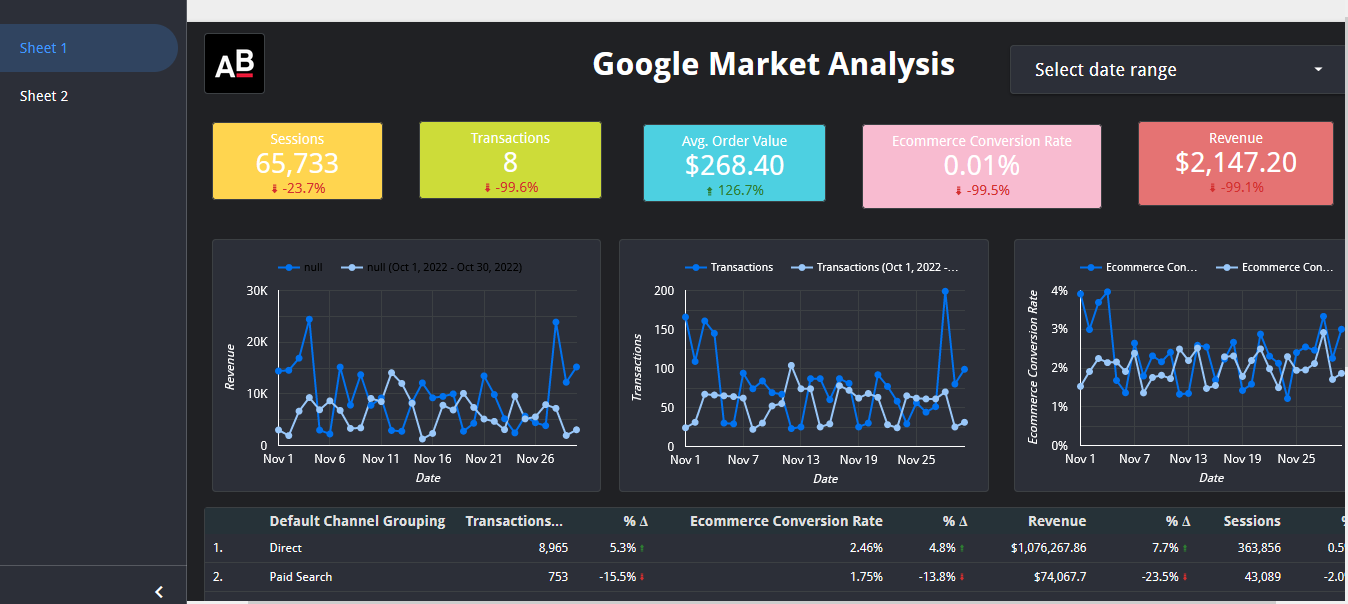 Sheet 1
Sheet 2
AB
Google Market Analysis
Select date range
Sessions
65,733
-23.7%
Transactions
8
-99.6%
Avg. Order Value
$268.40
126.7%
Ecommerce Conversion Rate
0.01%
-99.5%
Revenue
$2,147.20
-99.1%
null null (Oct 1, 2022 - Oct 30, 2022)
Revenue
30K
20K
10K
0
Nov 1 Nov 6 Nov 11 Nov 16 Nov 21 Nov 26
Date
Transactions Transactions (Oct 1, 2022 -...
Transactions
200
150
100
50
0
Nov 1 Nov 7 Nov 13 Nov 19 Nov 25
Date
Ecommerce Con... Ecommerce Con...
Ecommerce Conversion Rate
4%
3%
2%
1%
0%
Nov 1 Nov 7 Nov 13 Nov 19 Nov 25
Date
Default Channel Grouping Transactions... % Δ Ecommerce Conversion Rate % Δ Revenue % Δ Sessions %
1. Direct 8,965 5.3% 2.46% 4.8% $1,076,267.86 7.7% 363,856 0.5
2. Paid Search 753 -15.5% 1.75% -13.8% $74,067.7 -23.5% 43,089 -2.0